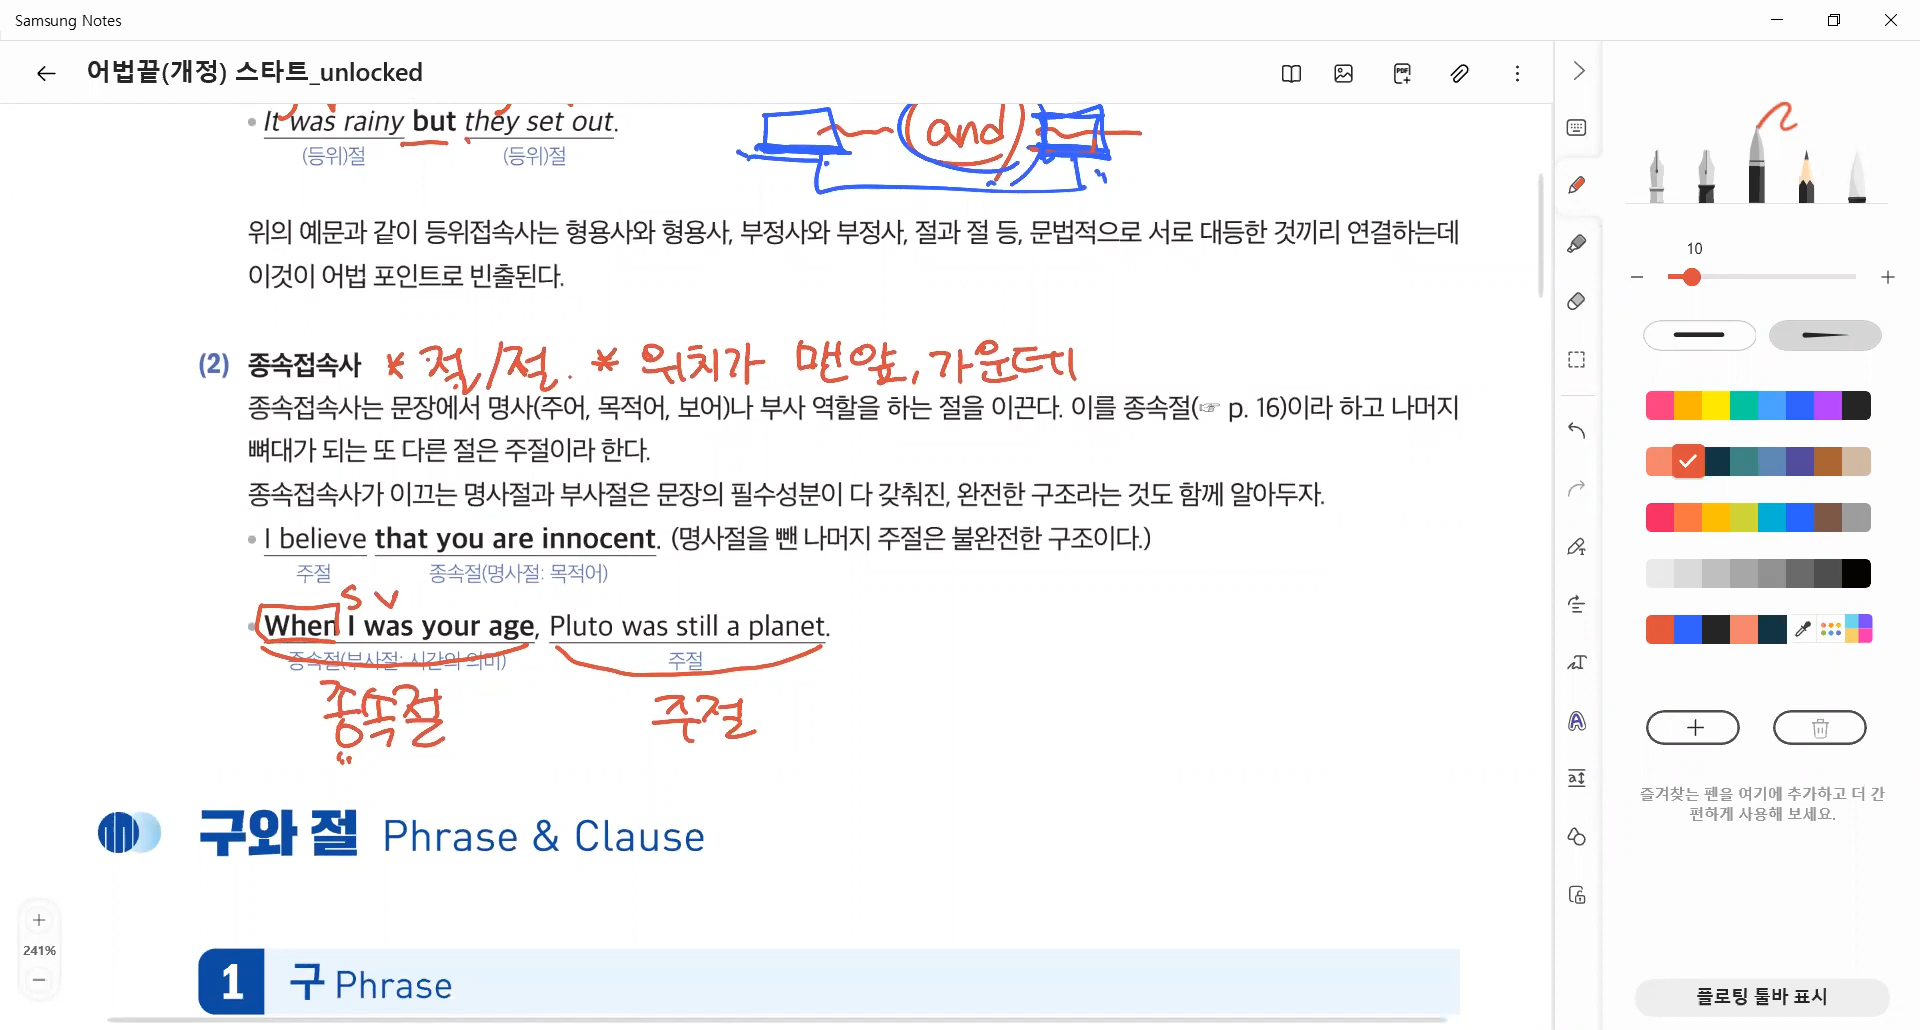 Samsung Notes
어법끝(개정) 스타트_unlocked
It was rainy but they set out.
(등위)절 (등위)절
and
위의 예문과 같이 등위접속사는 형용사와 형용사, 부정사와 부정사, 절과 절 등, 문법적으로 서로 대등한 것끼리 연결하는데
이것이 어법 포인트로 빈출된다.
(2) 종속접속사 * 절/절. * 위치가 맨앞, 가운데
종속접속사는 문장에서 명사(주어, 목적어, 보어)나 부사 역할을 하는 절을 이끈다. 이를 종속절(☞ p. 16)이라 하고 나머지
뼈대가 되는 또 다른 절은 주절이라 한다.
종속접속사가 이끄는 명사절과 부사절은 문장의 필수성분이 다 갖춰진, 완전한 구조라는 것도 함께 알아두자.
I believe that you are innocent. (명사절을 뺀 나머지 주절은 불완전한 구조이다.)
주절 종속절(명사절: 목적어)
S V
When I was your age, Pluto was still a planet.
종속절(부사절: 시간의 의미) 주절
종속절 주절
구와 절 Phrase & Clause
1 구 Phrase
241%
10
즐겨찾는 펜을 여기에 추가하고 더 간
편하게 사용해 보세요.
플로팅 툴바 표시